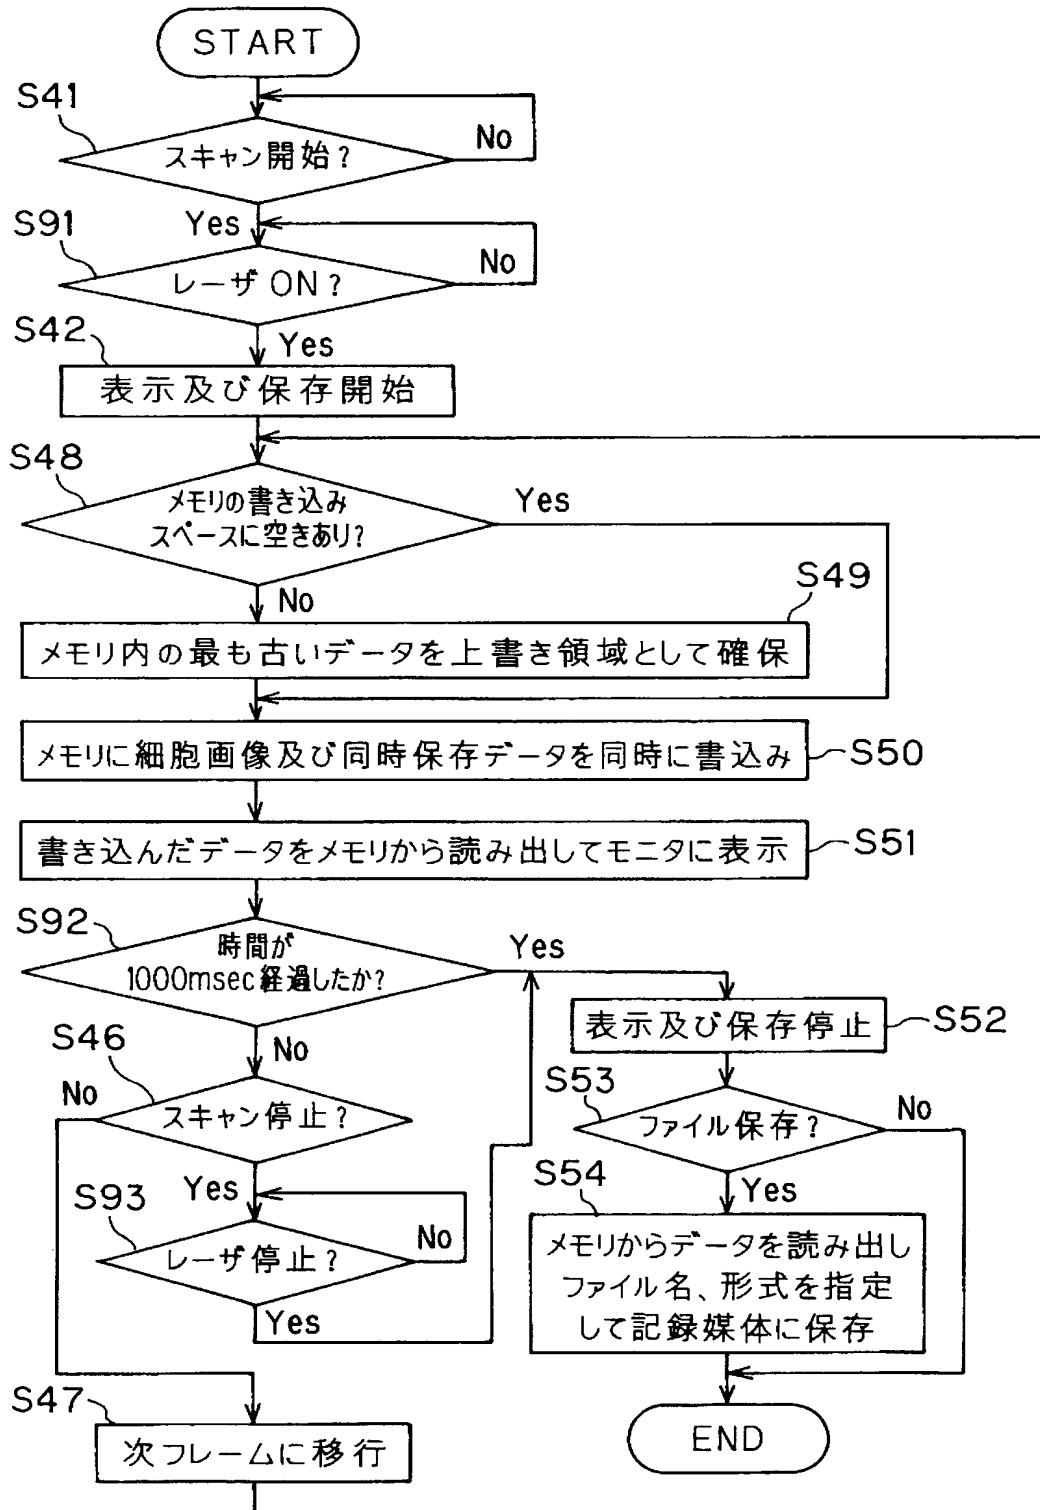 START
S41
スキャン開始?
No
Yes
S91
レーザON?
No
Yes
S42
表示及び保存開始
S48
メモリの書き込み
スペースに空きあり?
Yes
No
S49
メモリ内の最も古いデータを上書き領域として確保
メモリに細胞画像及び同時保存データを同時に書込み
S50
書き込んだデータをメモリから読み出してモニタに表示
S51
S92
時間が
1000msec経過したか?
Yes
No
S46
スキャン停止?
No
Yes
S93
レーザ停止?
No
Yes
S47
次フレームに移行
表示及び保存停止
S52
S53
ファイル保存?
No
Yes
S54
メモリからデータを読み出し
ファイル名、形式を指定
して記録媒体に保存
END